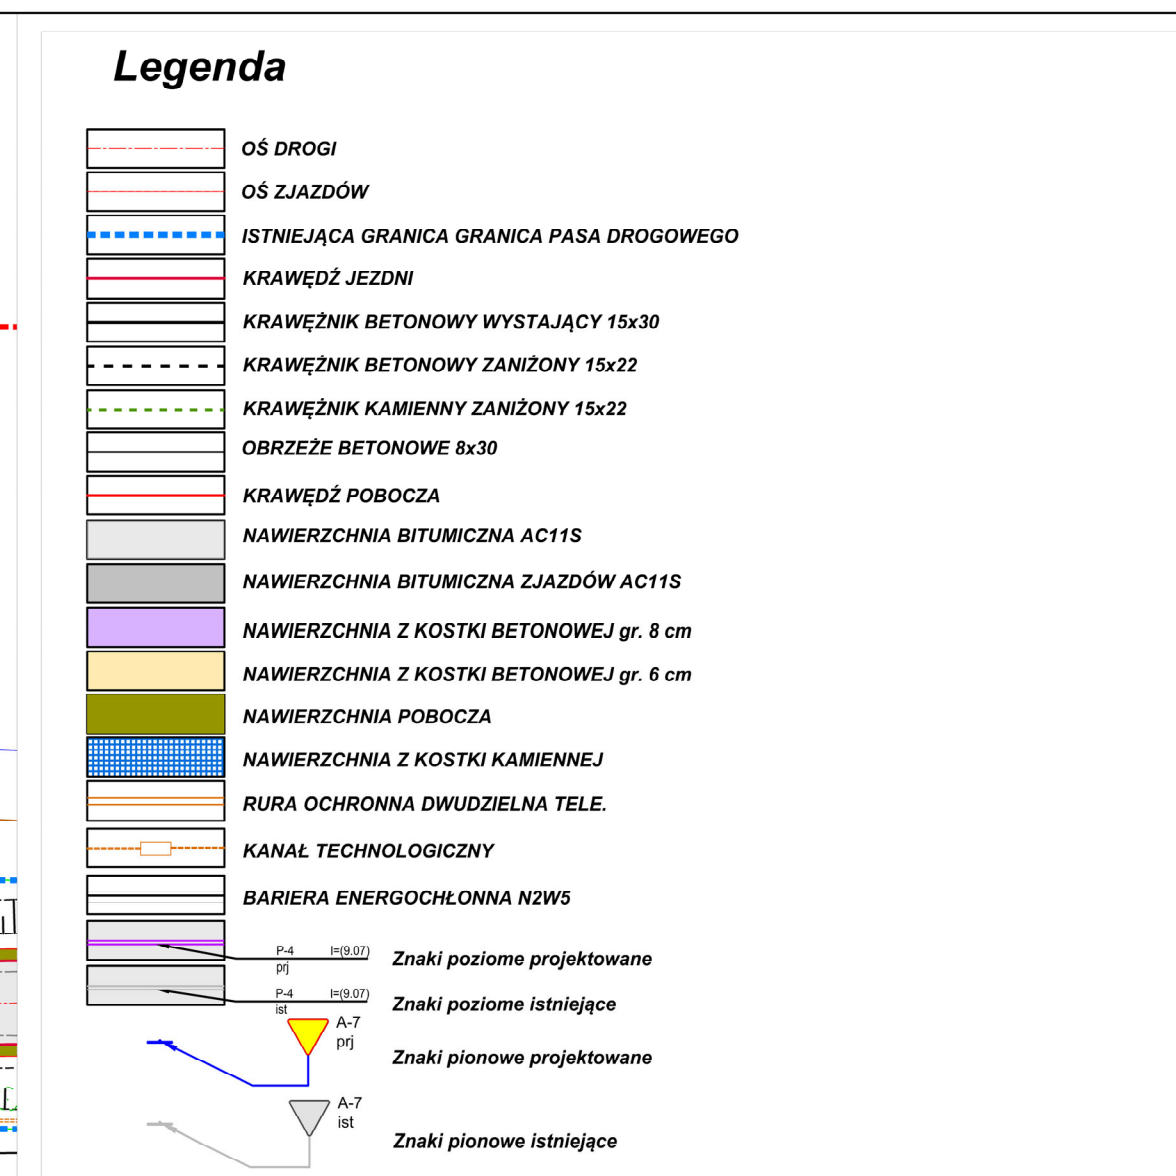 Legenda
OŚ DROGI
OŚ ZJAZDÓW
ISTNIEJĄCA GRANICA GRANICA PASA DROGOWEGO
KRAWĘDŹ JEZDNI
KRAWĘŻNIK BETONOWY WYSTAJĄCY 15x30
KRAWĘŻNIK BETONOWY ZANIŻONY 15x22
KRAWĘŻNIK KAMIENNY ZANIŻONY 15x22
OBRZEŻE BETONOWE 8x30
KRAWĘDŹ POBOCZA
NAWIERZCHNIA BITUMICZNA AC11S
NAWIERZCHNIA BITUMICZNA ZJAZDÓW AC11S
NAWIERZCHNIA Z KOSTKI BETONOWEJ gr. 8 cm
NAWIERZCHNIA Z KOSTKI BETONOWEJ gr. 6 cm
NAWIERZCHNIA POBOCZA
NAWIERZCHNIA Z KOSTKI KAMIENNEJ
RURA OCHRONNA DWUDZIELNA TELE.
KANAŁ TECHNOLOGICZNY
BARIERA ENERGOCHŁONNA N2W5
P-4 l=(9.07)
prj
Znaki poziome projektowane
P-4 l=(9.07)
ist
Znaki poziome istniejące
A-7
prj
Znaki pionowe projektowane
A-7
ist
Znaki pionowe istniejące